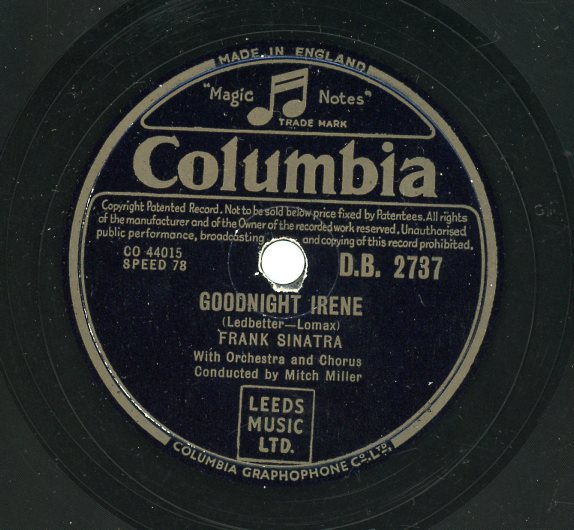 MADE IN ENGLAND
"Magic Notes"
TRADE MARK
Columbia
Copyright Patented Record. Not to be sold below price fixed by Patentees. All rights
of the manufacturer and of the Owner of the recorded work reserved. Unauthorised
public performance, broadcasting and copying of this record prohibited.
CO 44015
SPEED 78
D.B. 2737
GOODNIGHT IRENE
(Ledbetter—Lomax)
FRANK SINATRA
With Orchestra and Chorus
Conducted by Mitch Miller
LEEDS
MUSIC
LTD.
COLUMBIA GRAPHOPHONE CO. LTD.